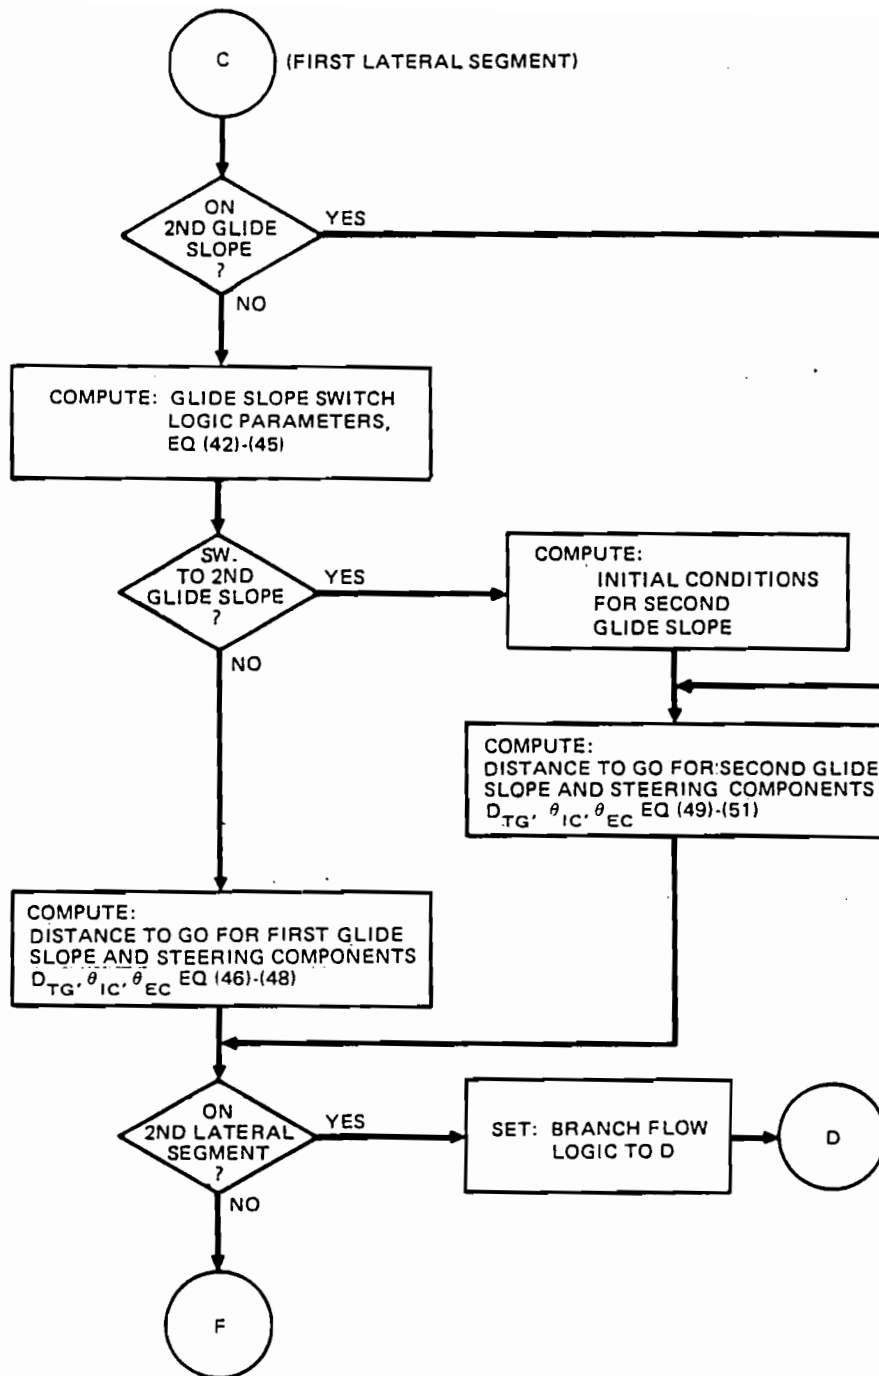 C (FIRST LATERAL SEGMENT)
ON
2ND GLIDE
SLOPE
?
YES
NO
COMPUTE: GLIDE SLOPE SWITCH
LOGIC PARAMETERS,
EQ (42)-(45)
SW.
TO 2ND
GLIDE SLOPE
?
YES
NO
COMPUTE:
INITIAL CONDITIONS
FOR SECOND
GLIDE SLOPE
COMPUTE:
DISTANCE TO GO FOR SECOND GLIDE
SLOPE AND STEERING COMPONENTS
D_TG, θ_IC, θ_EC EQ (49)-(51)
COMPUTE:
DISTANCE TO GO FOR FIRST GLIDE
SLOPE AND STEERING COMPONENTS
D_TG, θ_IC, θ_EC EQ (46)-(48)
ON
2ND LATERAL
SEGMENT
?
YES
NO
SET: BRANCH FLOW
LOGIC TO D
D
F